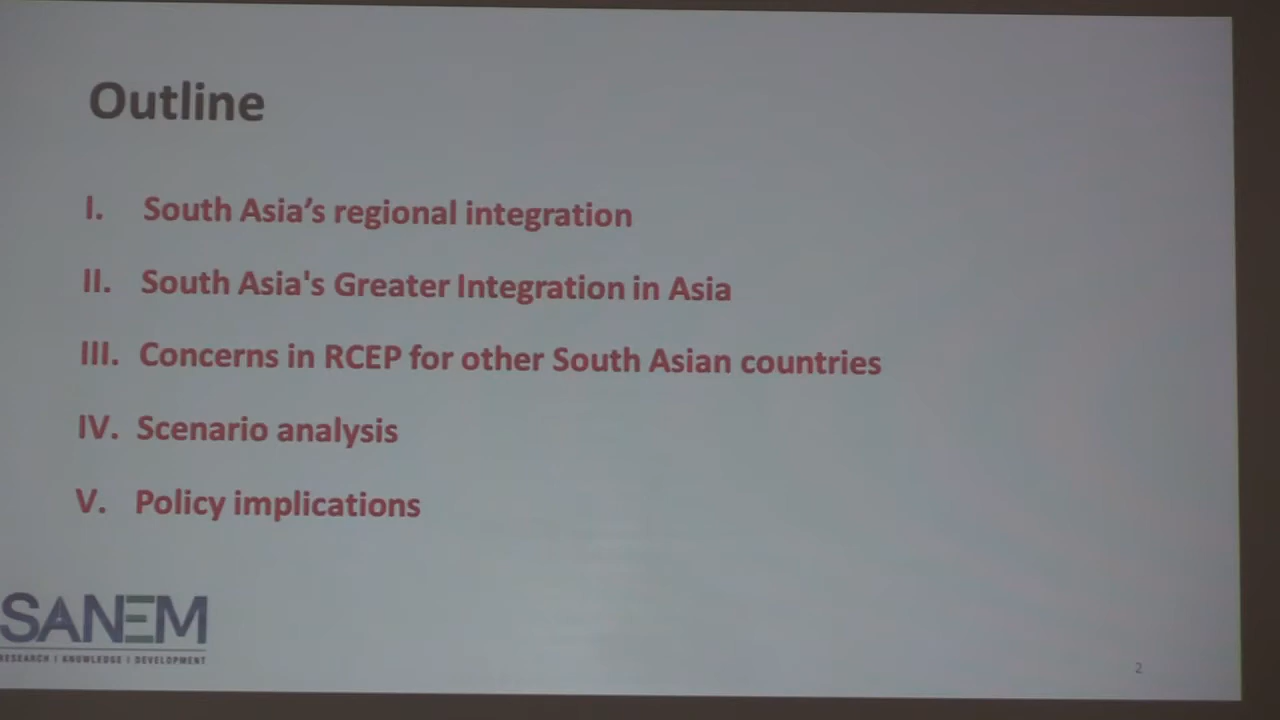 Outline
I. South Asia’s regional integration
II. South Asia's Greater Integration in Asia
III. Concerns in RCEP for other South Asian countries
IV. Scenario analysis
V. Policy implications
SANEM
RESEARCH | KNOWLEDGE | DEVELOPMENT
2